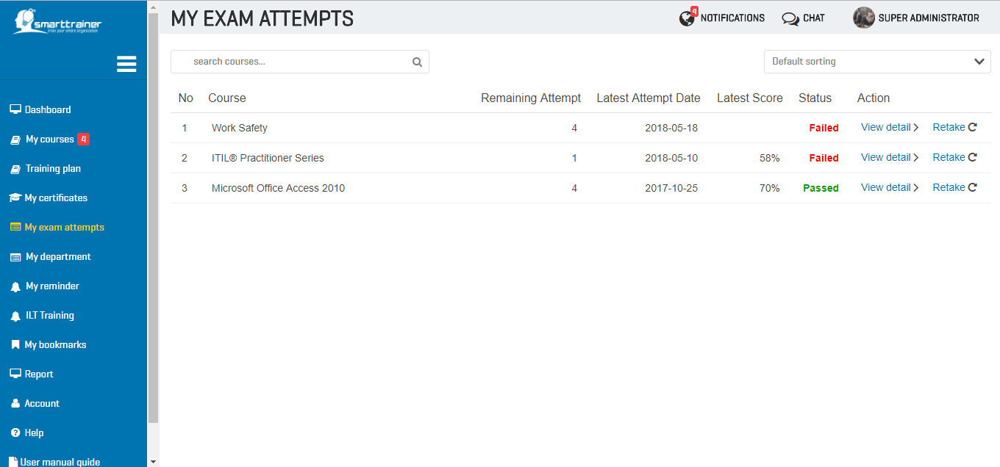 smarttrainer
train your entire organization
MY EXAM ATTEMPTS
4
NOTIFICATIONS
CHAT
SUPER ADMINISTRATOR
search courses...
Default sorting
Dashboard
My courses 4
Training plan
My certificates
My exam attempts
My department
My reminder
ILT Training
My bookmarks
Report
Account
Help
User manual guide
No Course Remaining Attempt Latest Attempt Date Latest Score Status Action
1 Work Safety 4 2018-05-18 Failed View detail Retake
2 ITIL® Practitioner Series 1 2018-05-10 58% Failed View detail Retake
3 Microsoft Office Access 2010 4 2017-10-25 70% Passed View detail Retake